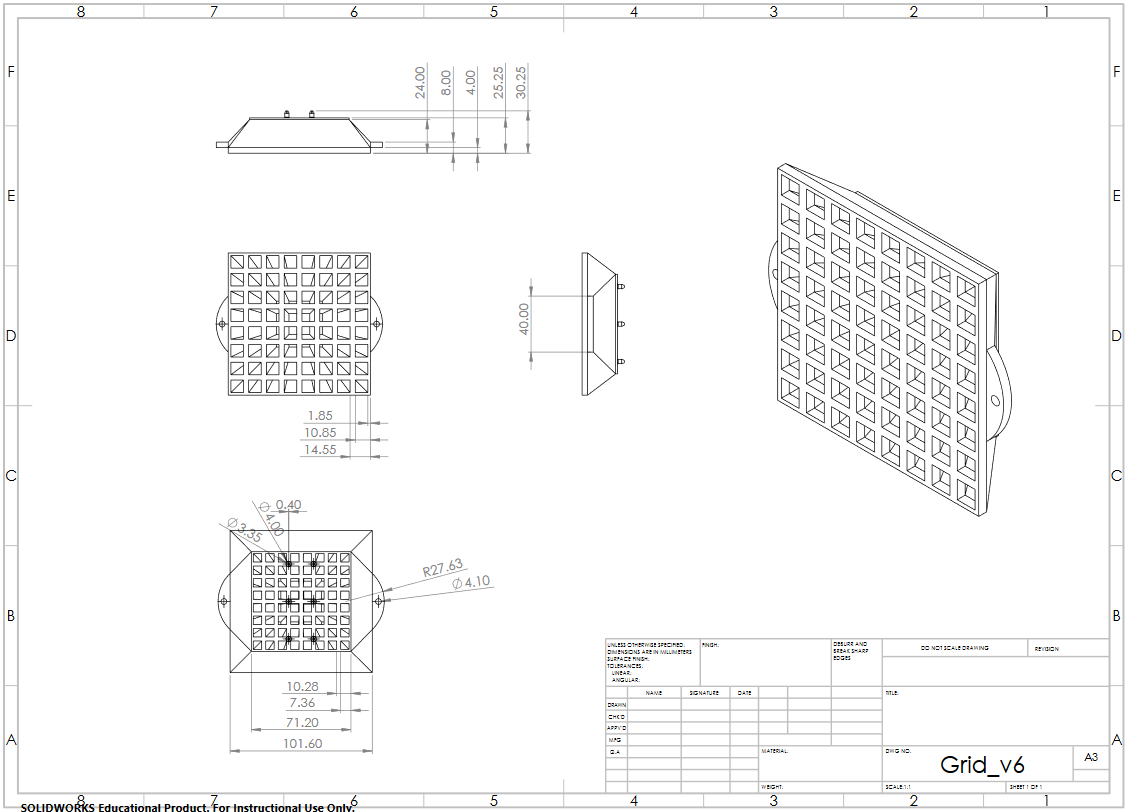 8 7 6 5 4 3 2 1
F F
24.00 8.00 4.00 25.25 30.25
E E
D D
40.00
1.85
10.85
14.55
C C
∅ 0.40
∅ 4.00
∅ 3.35
R27.63
∅ 4.10
B B
10.28
7.36
71.20
101.60
A A
UNLESS OTHERWISE SPECIFIED:
DIMENSIONS ARE IN MILLIMETERS
SURFACE FINISH:
TOLERANCES:
LINEAR:
ANGULAR:
FINISH:
DEBURR AND
BREAK SHARP
EDGES
DO NOT SCALE DRAWING
REVISION
NAME SIGNATURE DATE
TITLE:
DRAWN
CHK'D
APPV'D
MFG
Q.A
MATERIAL:
DWG NO.
Grid_v6
A3
WEIGHT:
SCALE:1:1
SHEET 1 OF 1
8 7 6 5 4 3 2 1
SOLIDWORKS Educational Product. For Instructional Use Only.